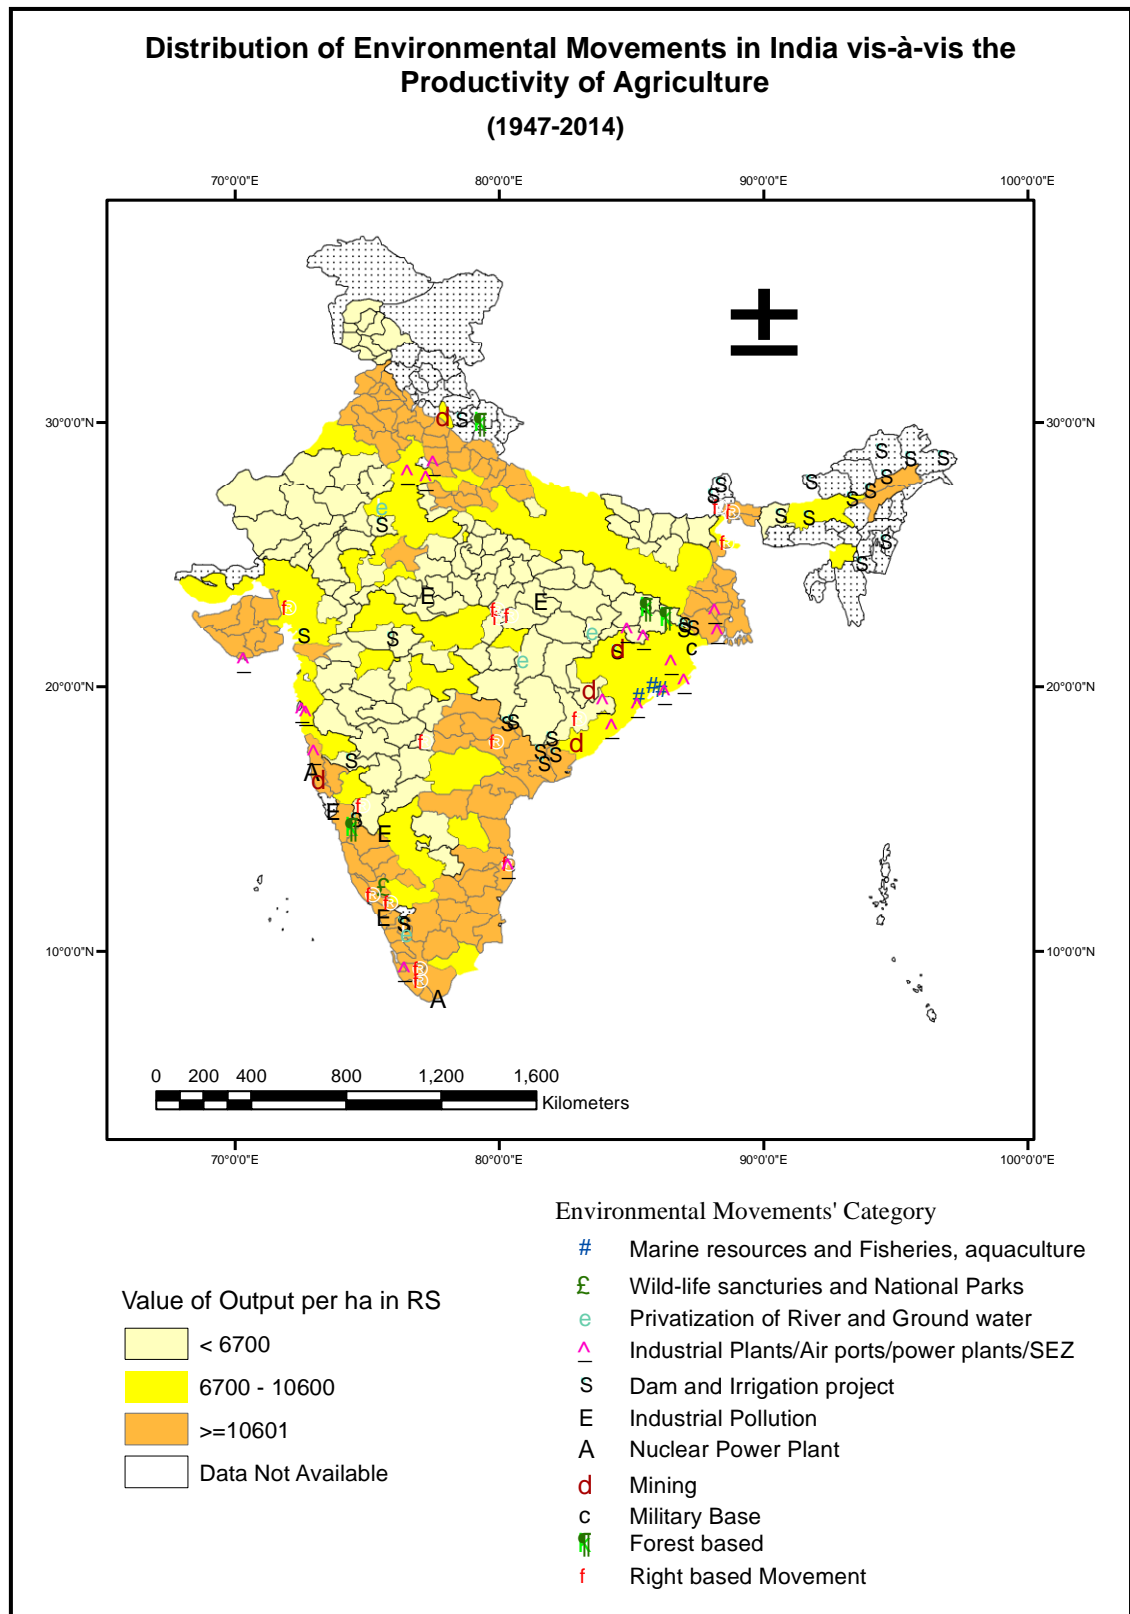 Distribution of Environmental Movements in India vis-à-vis the
Productivity of Agriculture
(1947-2014)
70°0'0"E 80°0'0"E 90°0'0"E 100°0'0"E
30°0'0"N 30°0'0"N
20°0'0"N 20°0'0"N
10°0'0"N 10°0'0"N
0 200 400 800 1,200 1,600
Kilometers
70°0'0"E 80°0'0"E 90°0'0"E 100°0'0"E
Environmental Movements' Category
# Marine resources and Fisheries, aquaculture
£ Wild-life sancturies and National Parks
e Privatization of River and Ground water
^ Industrial Plants/Air ports/power plants/SEZ
S Dam and Irrigation project
E Industrial Pollution
A Nuclear Power Plant
d Mining
c Military Base
¶ Forest based
f Right based Movement
Value of Output per ha in RS
< 6700
6700 - 10600
>=10601
Data Not Available